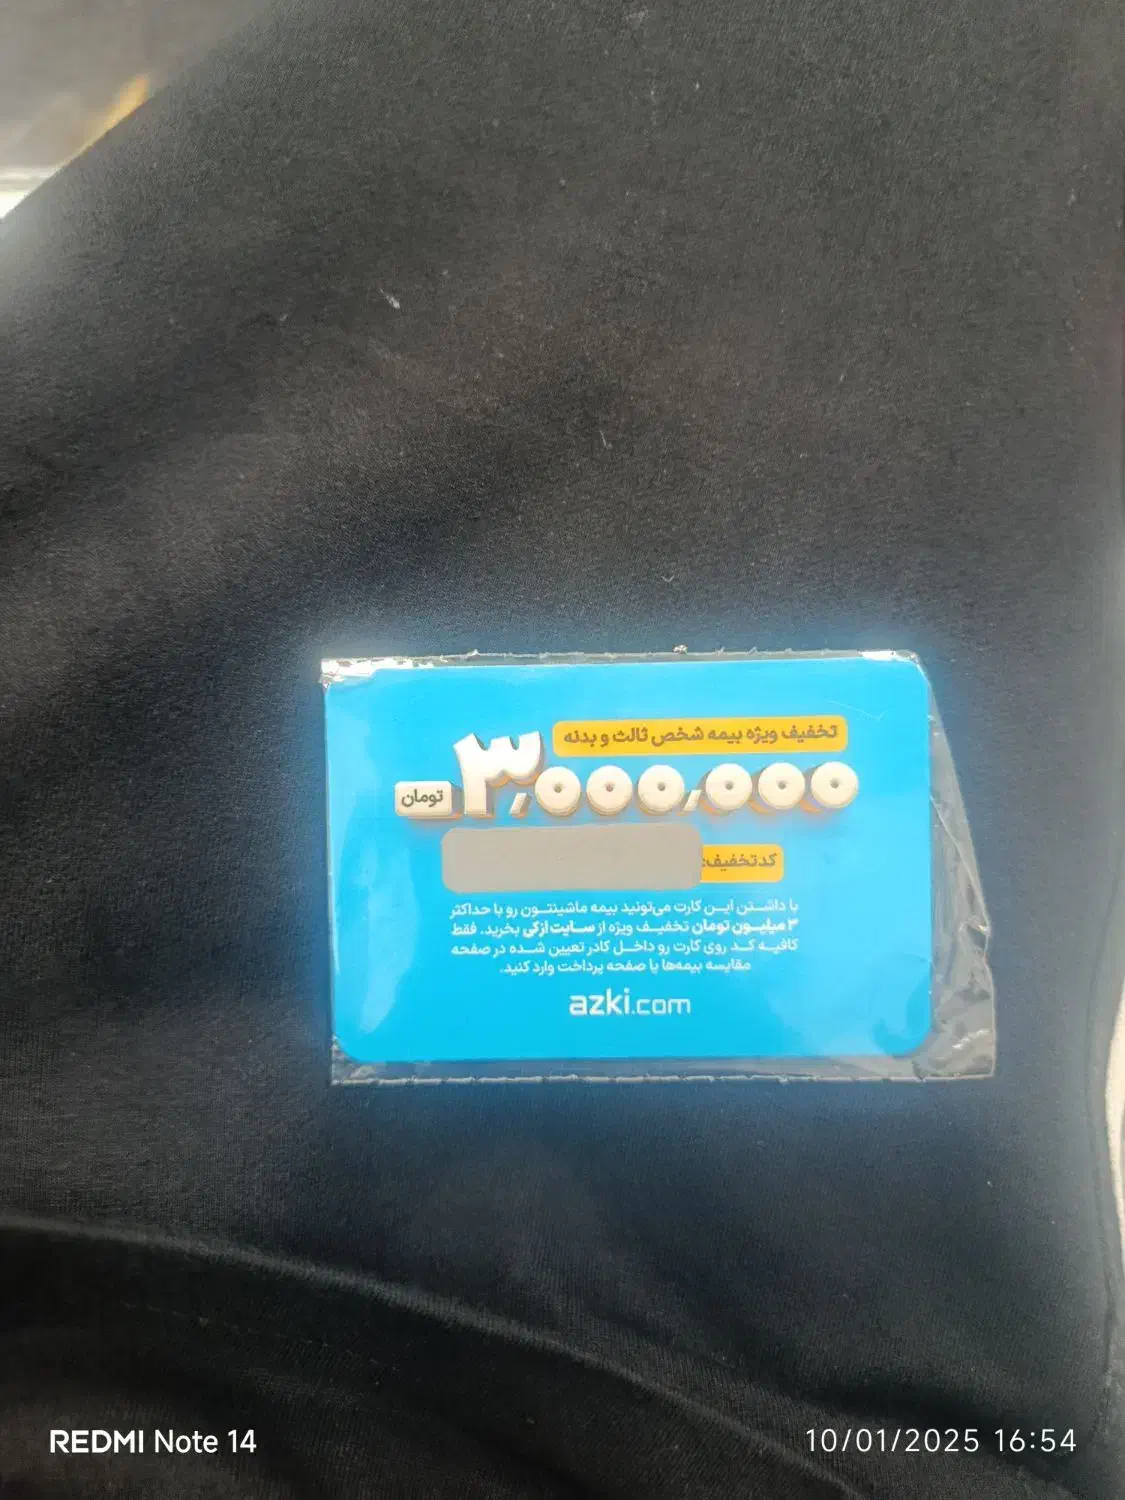 تخفیف ویژه بیمه شخص ثالث و بدنه
۳,۰۰۰,۰۰۰ تومان
کد تخفیف:
با داشتن این کارت می‌تونید بیمه ماشینتون رو با حداکثر
۳ میلیون تومان تخفیف ویژه از سایت ازکی بخرید. فقط
کافیه کد روی کارت رو داخل کادر تعیین شده در صفحه
مقایسه بیمه‌ها یا صفحه پرداخت وارد کنید.
azki.com
REDMI Note 14
10/01/2025 16:54